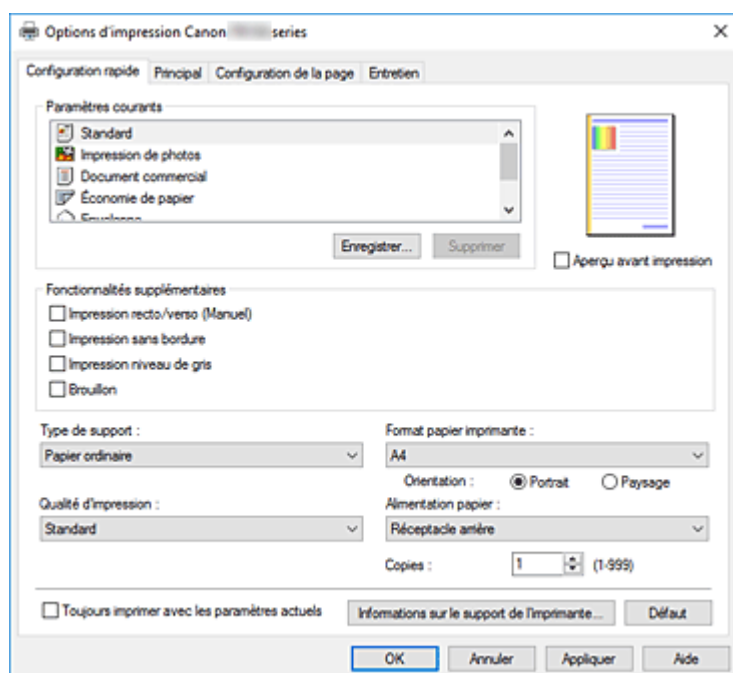 Options d'impression Canon series
Configuration rapide Principal Configuration de la page Entretien
Paramètres courants
Standard
Impression de photos
Document commercial
Économie de papier
Enregistrer... Supprimer
Aperçu avant impression
Fonctionnalités supplémentaires
Impression recto/verso (Manuel)
Impression sans bordure
Impression niveau de gris
Brouillon
Type de support : Format papier imprimante :
Papier ordinaire A4
Orientation : Portrait Paysage
Qualité d'impression : Alimentation papier :
Standard Réceptacle arrière
Copies : 1 (1-999)
Toujours imprimer avec les paramètres actuels Informations sur le support de l'imprimante... Défaut
OK Annuler Appliquer Aide